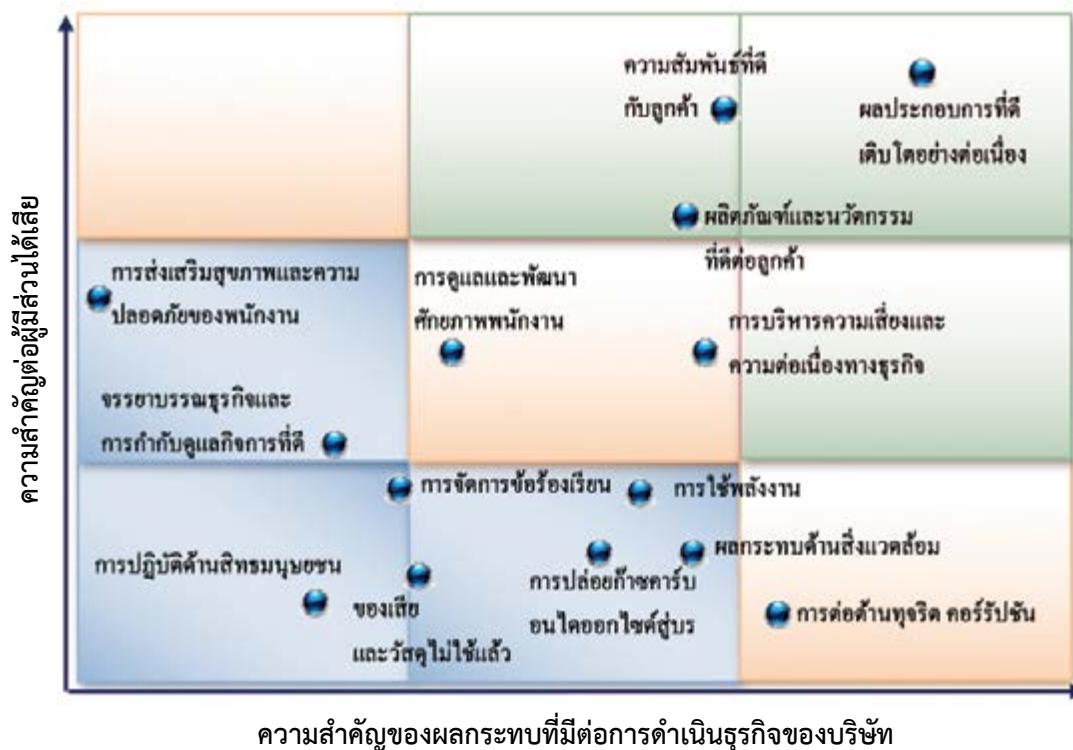 ความสำคัญต่อผู้มีส่วนได้เสีย
ความสัมพันธ์ที่ดี
กับลูกค้า
ผลประกอบการที่ดี
เติบโตอย่างต่อเนื่อง
ผลิตภัณฑ์และนวัตกรรม
ที่ดีต่อลูกค้า
การส่งเสริมสุขภาพและความ
ปลอดภัยของพนักงาน
การดูแลและพัฒนา
ศักยภาพพนักงาน
การบริหารความเสี่ยงและ
ความต่อเนื่องทางธุรกิจ
จรรยาบรรณธุรกิจและ
การกำกับดูแลกิจการที่ดี
การจัดการข้อร้องเรียน
การใช้พลังงาน
การปฏิบัติด้านสิทธมนุษยชน
ของเสีย
และวัสดุไม่ใช้แล้ว
การปล่อยก๊าซคาร์บ
อนไดออกไซด์สู่บร
ผลกระทบด้านสิ่งแวดล้อม
การต่อต้านทุจริต คอร์รัปชัน
ความสำคัญของผลกระทบที่มีต่อการดำเนินธุรกิจของบริษัท